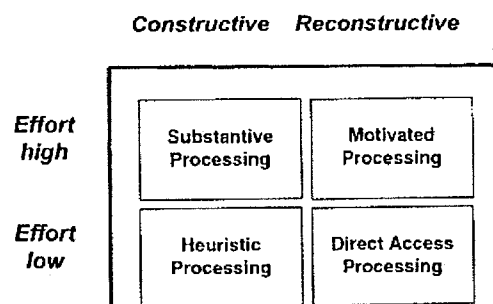 Constructive Reconstructive
Effort
high
Substantive
Processing
Motivated
Processing
Effort
low
Heuristic
Processing
Direct Access
Processing